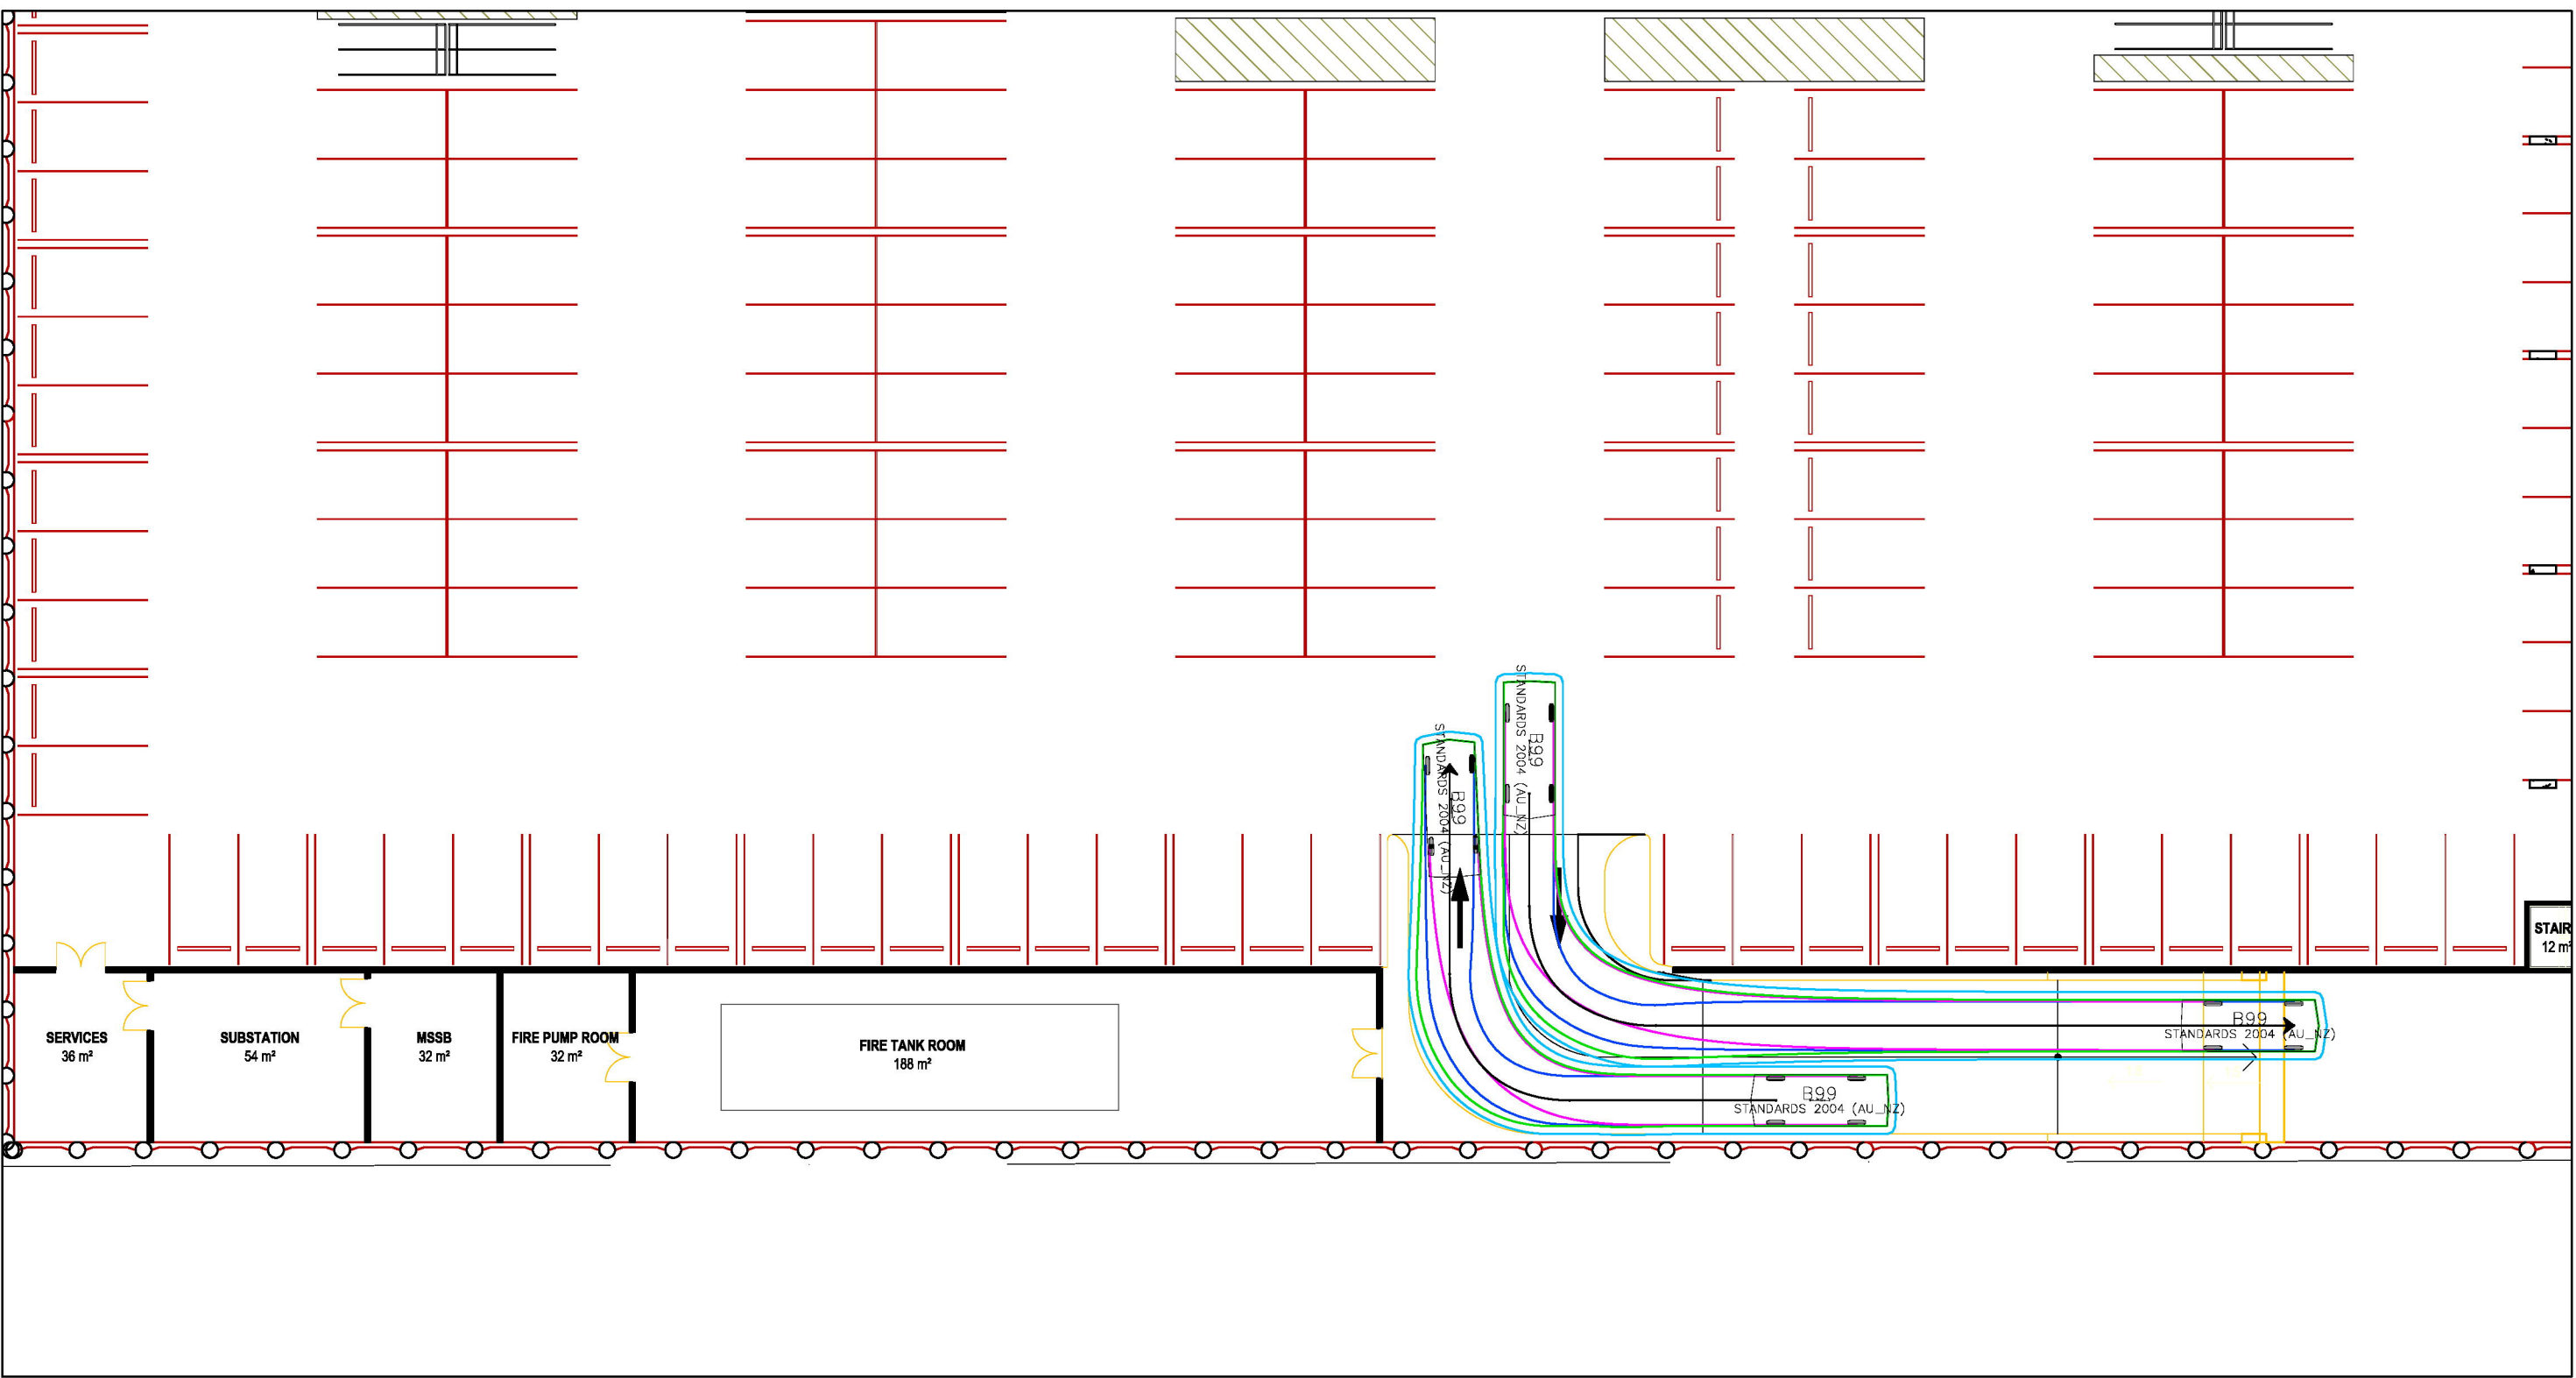 STANDARDS 2004 (AU_NZ)
B99
STANDARDS 2004 (AU_NZ)
B99
STAIR
12 m²
SERVICES
36 m²
SUBSTATION
54 m²
MSSB
32 m²
FIRE PUMP ROOM
32 m²
FIRE TANK ROOM
188 m²
B99
STANDARDS 2004 (AU_NZ)
B99
STANDARDS 2004 (AU_NZ)